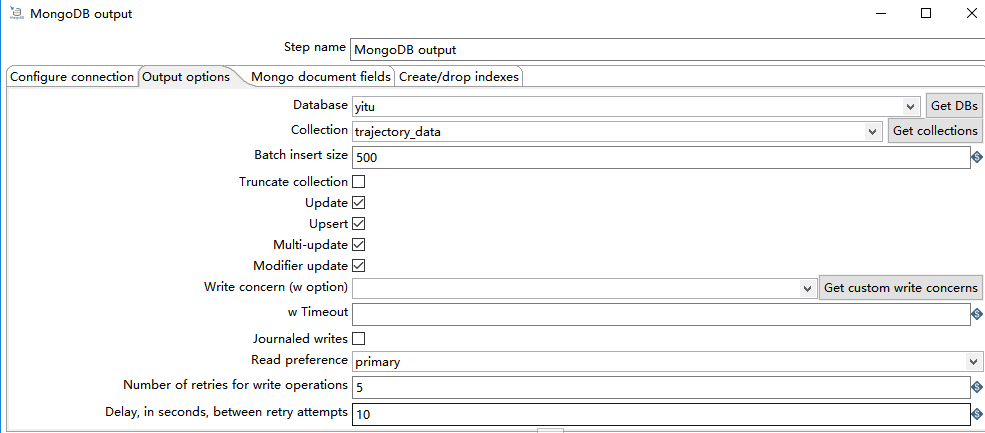 MongoDB output
Step name MongoDB output
Configure connection Output options Mongo document fields Create/drop indexes
Database yitu Get DBs
Collection trajectory_data Get collections
Batch insert size 500
Truncate collection
Update
Upsert
Multi-update
Modifier update
Write concern (w option) Get custom write concerns
w Timeout
Journaled writes
Read preference primary
Number of retries for write operations 5
Delay, in seconds, between retry attempts 10